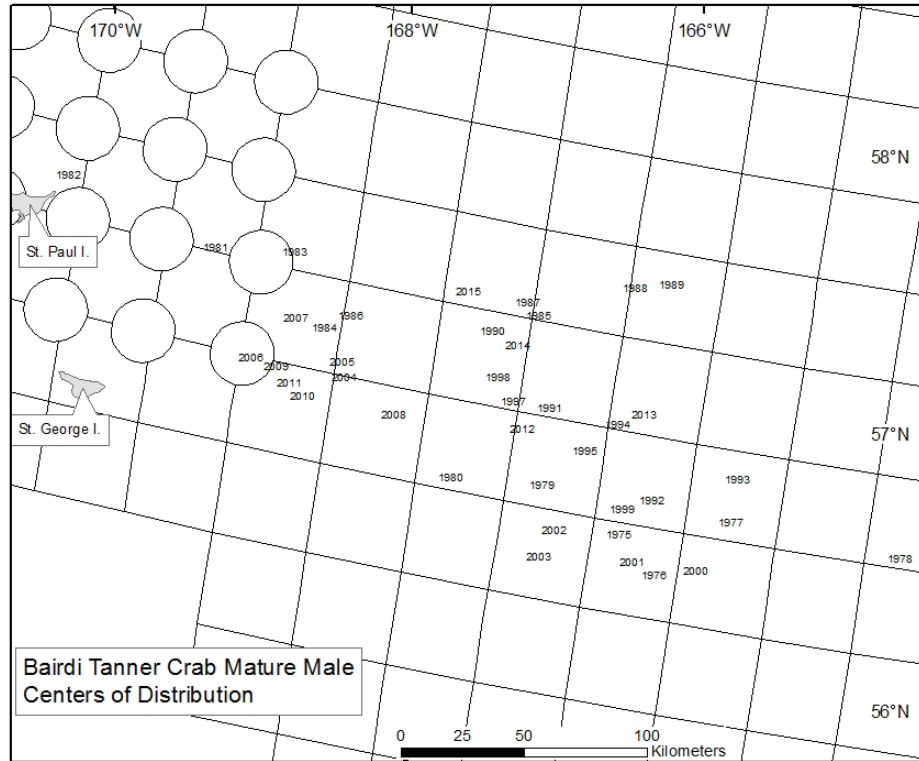 170°W 168°W 166°W
58°N
1982
St. Paul I.
1981 1983
2015 1988 1989
1987
2007 1986 1985
1984 1990
2014
2006 2005
2009
2011 2004 1998
2010
1997 1991
2008 2013
1994
2012
57°N
St. George I.
1995
1980 1979 1993
1992
1999
1977
2002 1975
2003 2001 1978
1976 2000
Bairdi Tanner Crab Mature Male
Centers of Distribution
56°N
0 25 50 100
Kilometers